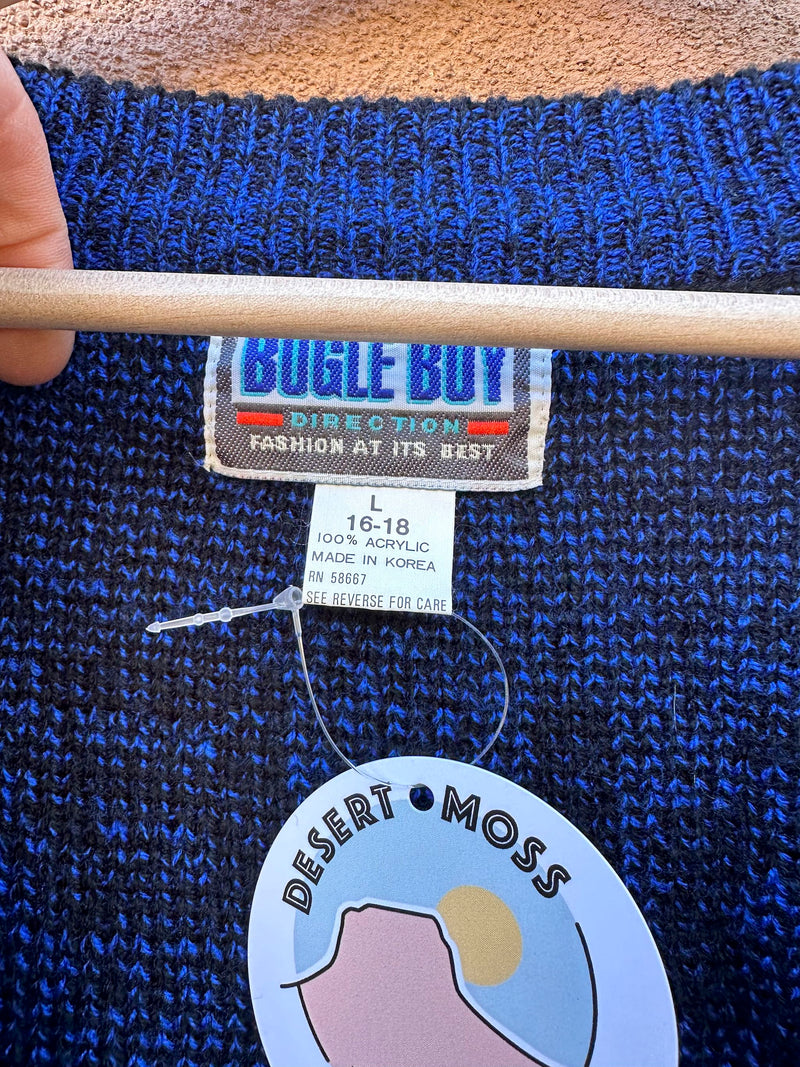 BUGLE BOY
DIRECTION
FASHION AT ITS BEST
L
16-18
100% ACRYLIC
MADE IN KOREA
RN 58667
SEE REVERSE FOR CARE
DESERT MOSS